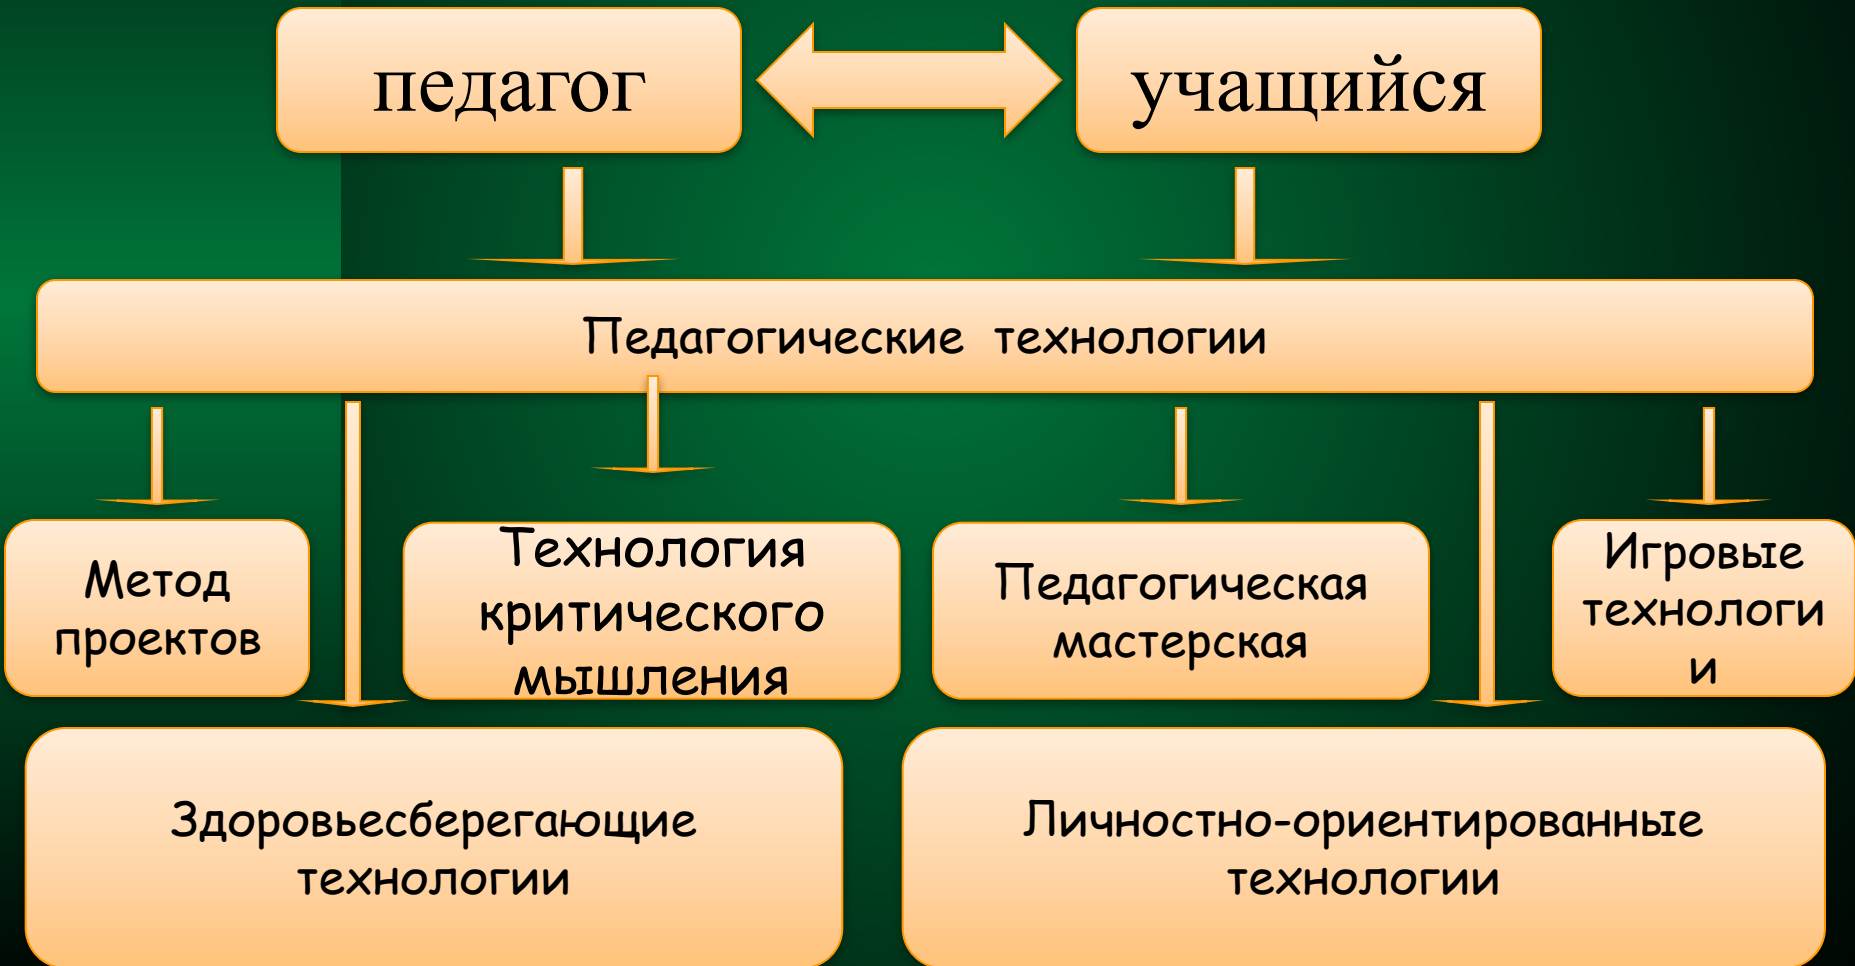 педагог
учащийся
Педагогические технологии
Метод
проектов
Технология
критического
мышления
Педагогическая
мастерская
Игровые
технологи
и
Здоровьесберегающие
технологии
Личностно-ориентированные
технологии